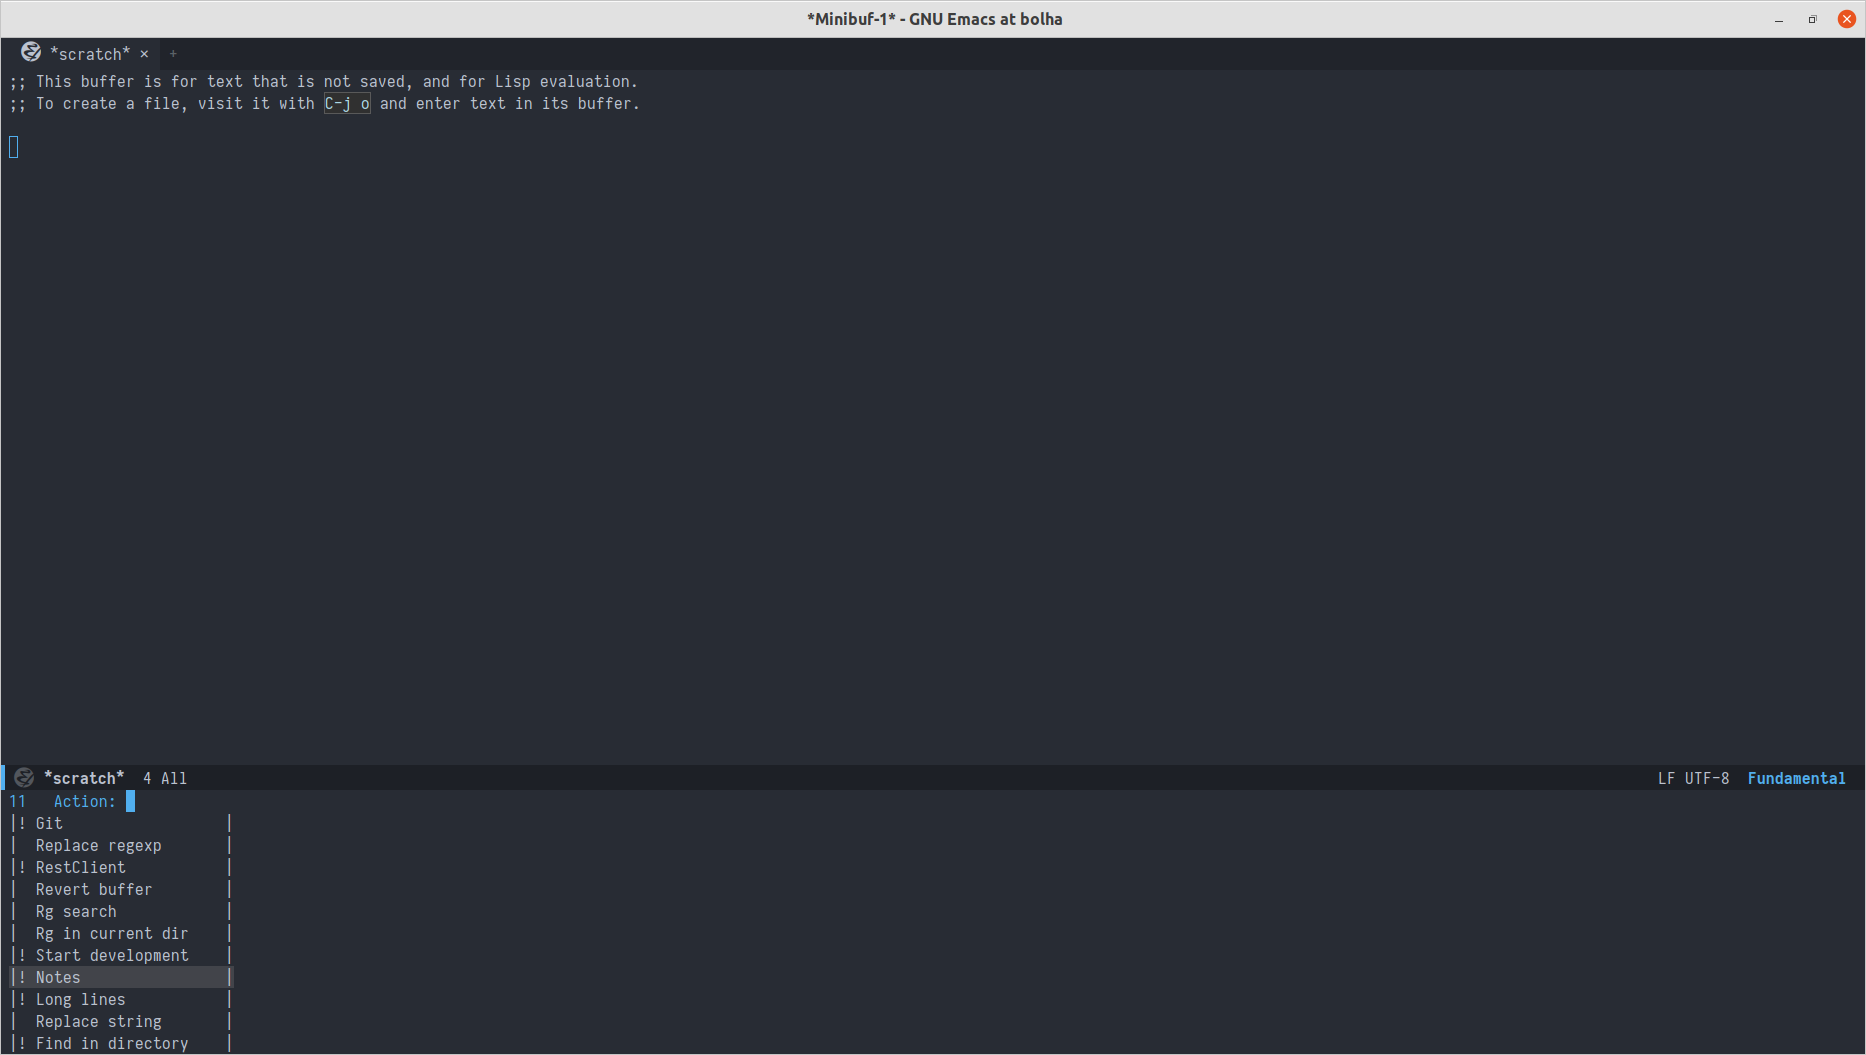 *Minibuf-1* - GNU Emacs at bolha
*scratch* × +
;; This buffer is for text that is not saved, and for Lisp evaluation.
;; To create a file, visit it with C-j o and enter text in its buffer.
*scratch* 4 All LF UTF-8 Fundamental
11 Action:
|! Git |
| Replace regexp |
|! RestClient |
| Revert buffer |
| Rg search |
| Rg in current dir |
|! Start development |
|! Notes |
|! Long lines |
| Replace string |
|! Find in directory |